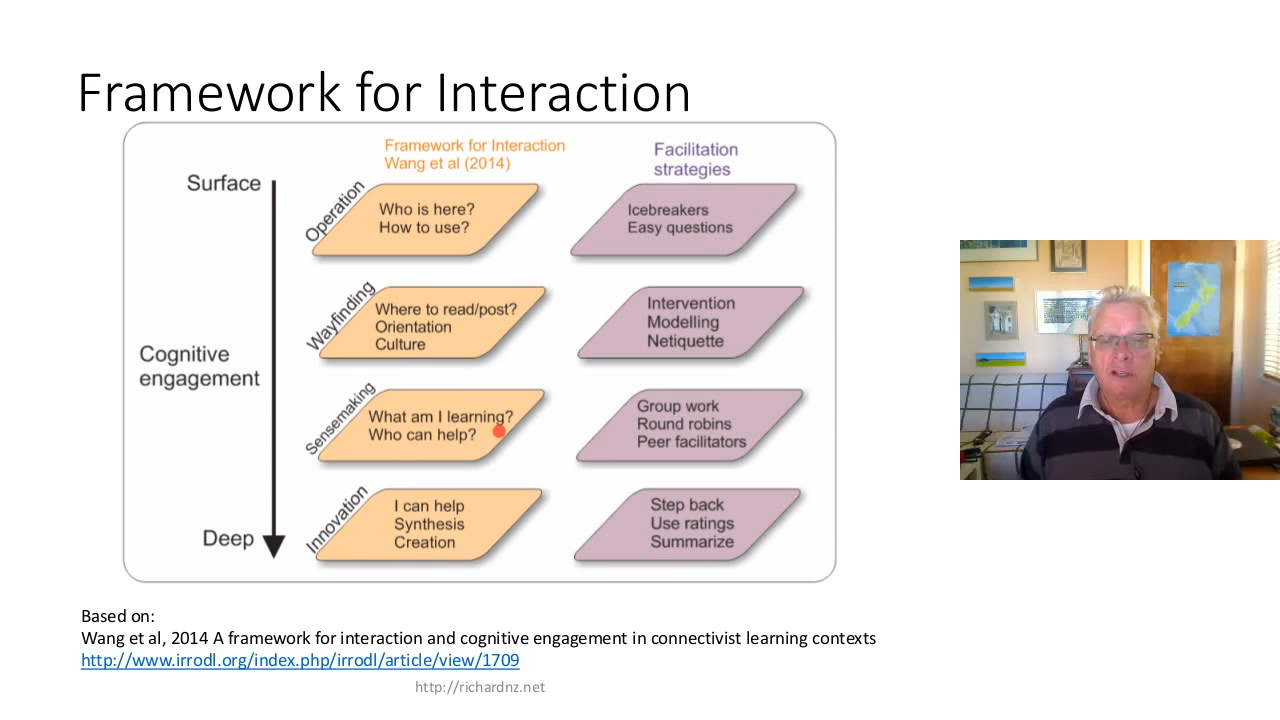 Framework for Interaction
Framework for Interaction
Wang et al (2014)
Facilitation
strategies
Surface
Operation
Who is here?
How to use?
Icebreakers
Easy questions
Wayfinding
Where to read/post?
Orientation
Culture
Intervention
Modelling
Netiquette
Cognitive
engagement
Sensemaking
What am I learning?
Who can help?
Group work
Round robins
Peer facilitators
Innovation
I can help
Synthesis
Creation
Step back
Use ratings
Summarize
Deep
Based on:
Wang et al, 2014 A framework for interaction and cognitive engagement in connectivist learning contexts
http://www.irrodl.org/index.php/irrodl/article/view/1709
http://richardnz.net